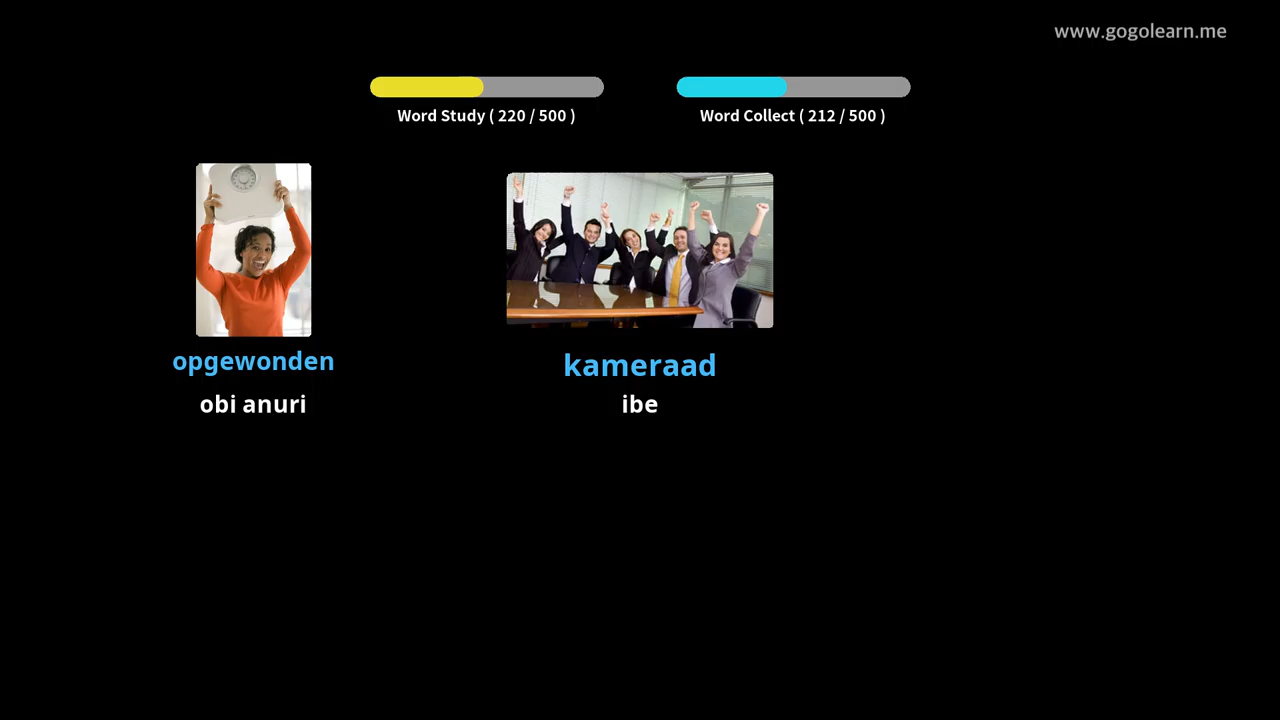 www.gogolearn.me
Word Study ( 220 / 500 )
Word Collect ( 212 / 500 )
opgewonden
obi anuri
kameraad
ibe